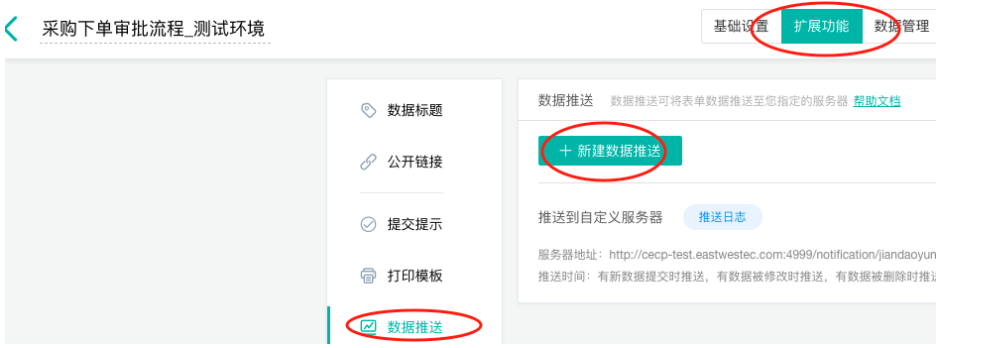 采购下单审批流程_测试环境
基础设置 扩展功能 数据管理
数据标题
公开链接
提交提示
打印模板
数据推送
数据推送 数据推送可将表单数据推送至您指定的服务器 帮助文档
＋ 新建数据推送
推送到自定义服务器 推送日志
服务器地址：http://cecp-test.eastwestec.com:4999/notification/jiandaoyun
推送时间：有新数据提交时推送，有数据被修改时推送，有数据被删除时推送